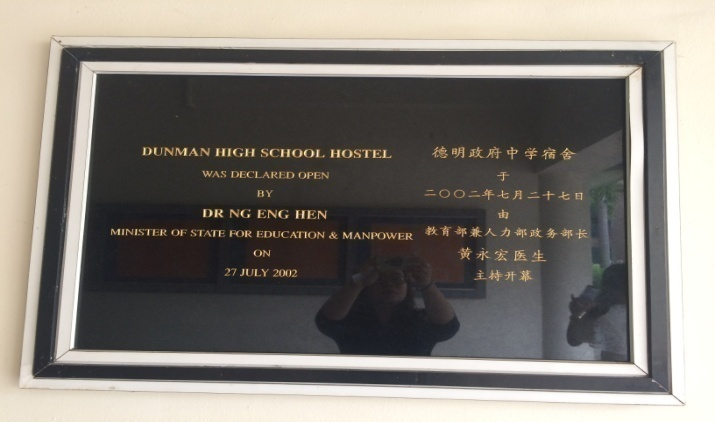 DUNMAN HIGH SCHOOL HOSTEL
WAS DECLARED OPEN
BY
DR NG ENG HEN
MINISTER OF STATE FOR EDUCATION & MANPOWER
ON
27 JULY 2002
德明政府中学宿舍
于
二〇〇二年七月二十七日
由
教育部兼人力部政务部长
黄永宏医生
主持开幕